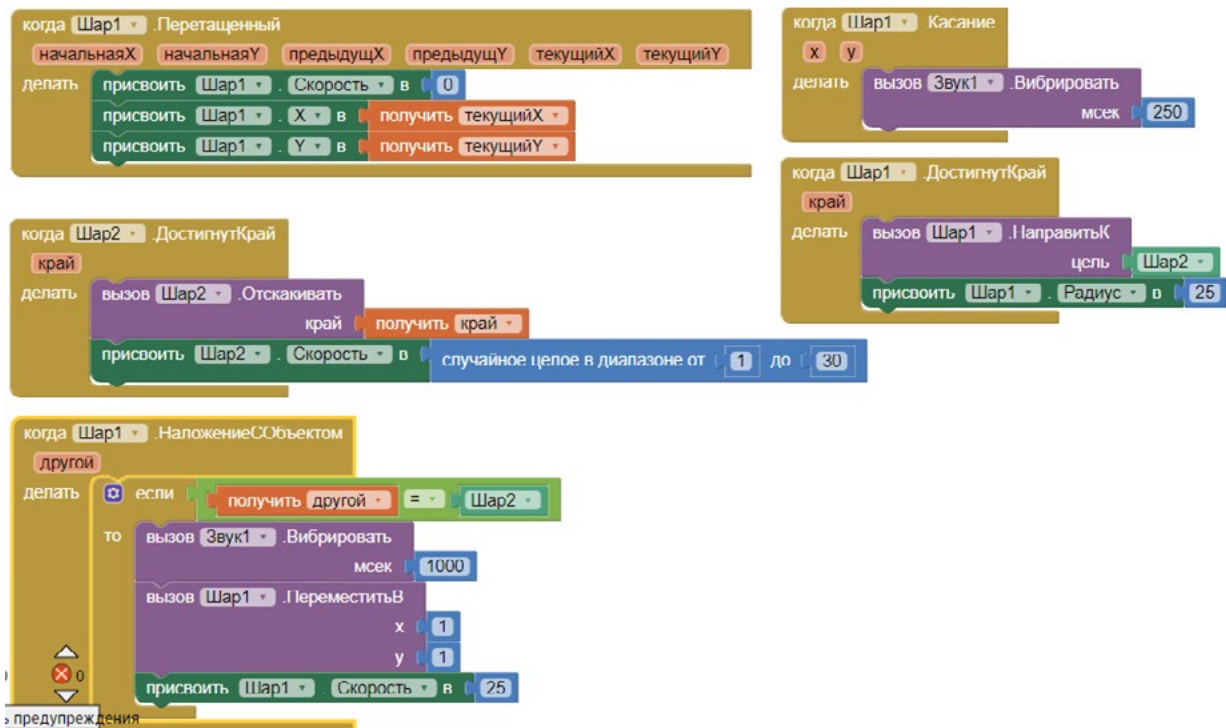 когда Шар1 .Перетащенный
начальнаяX начальнаяY предыдущX предыдущY текущийX текущийY
делать присвоить Шар1 . Скорость в 0
присвоить Шар1 . X в получить текущийX
присвоить Шар1 . Y в получить текущийY
когда Шар1 Касание
x y
делать вызов Звук1 .Вибрировать
мсек 250
когда Шар1 .ДостигнутКрай
край
делать вызов Шар1 .НаправитьК
цель Шар2
присвоить Шар1 . Радиус в 25
когда Шар2 .ДостигнутКрай
край
делать вызов Шар2 .Отскакивать
край получить край
присвоить Шар2 . Скорость в случайное целое в диапазоне от 1 до 30
когда Шар1 .НаложениеСОбъектом
другой
делать если получить другой = Шар2
то вызов Звук1 .Вибрировать
мсек 1000
вызов Шар1 .ПереместитьВ
x 1
y 1
0
присвоить Шар1 . Скорость в 25
предупреждения